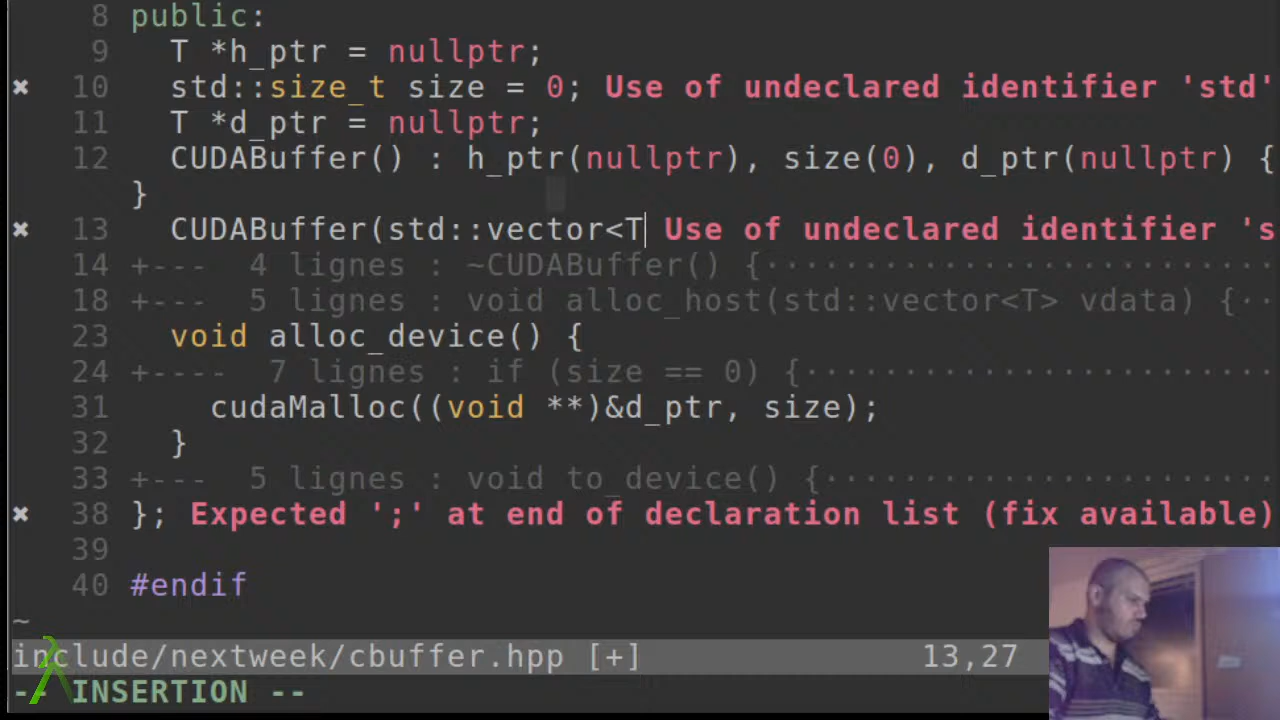 8 public:
9 T *h_ptr = nullptr;
✖ 10 std::size_t size = 0; Use of undeclared identifier 'std'
11 T *d_ptr = nullptr;
12 CUDABuffer() : h_ptr(nullptr), size(0), d_ptr(nullptr) {
}
✖ 13 CUDABuffer(std::vector<T Use of undeclared identifier 's
14 +--- 4 lignes : ~CUDABuffer() {····························
18 +--- 5 lignes : void alloc_host(std::vector<T> vdata) {··
23 void alloc_device() {
24 +---- 7 lignes : if (size == 0) {························
31 cudaMalloc((void **)&d_ptr, size);
32 }
33 +--- 5 lignes : void to_device() {·······················
✖ 38 }; Expected ';' at end of declaration list (fix available)
39
40 #endif
~
include/nextweek/cbuffer.hpp [+] 13,27
-- INSERTION --
λ